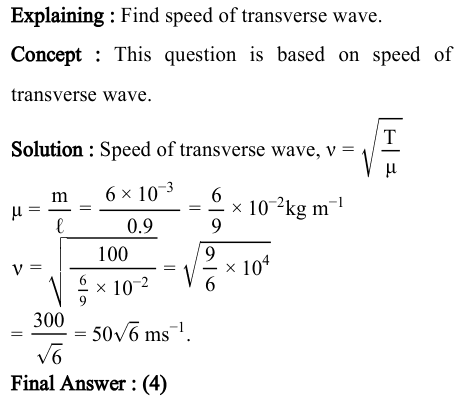 Explaining : Find speed of transverse wave.
Concept : This question is based on speed of
transverse wave.
Solution : Speed of transverse wave, v = √(T/μ)
μ = m/ℓ = (6 × 10⁻³)/0.9 = 6/9 × 10⁻² kg m⁻¹
v = √(100/(6/9 × 10⁻²)) = √(9/6 × 10⁴)
= 300/√6 = 50√6 ms⁻¹.
Final Answer : (4)